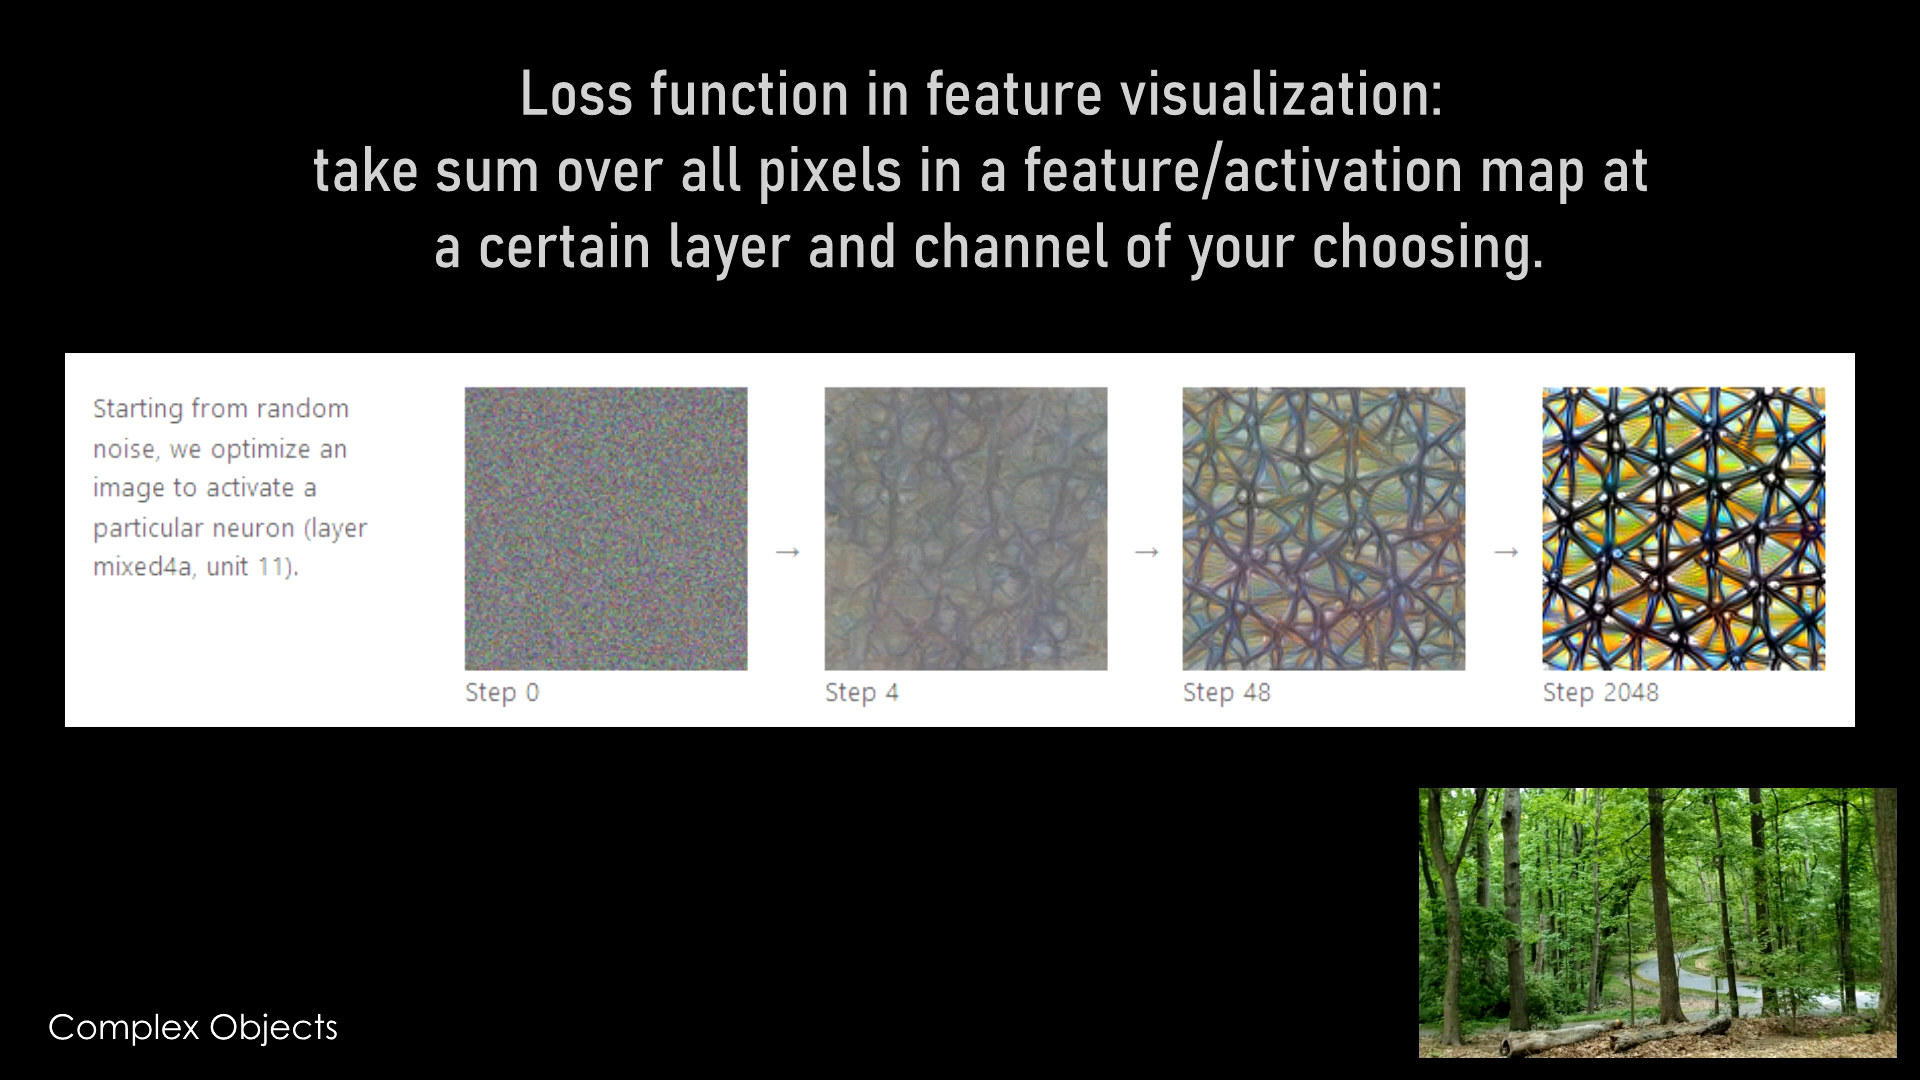 Loss function in feature visualization:
take sum over all pixels in a feature/activation map at
a certain layer and channel of your choosing.
Starting from random
noise, we optimize an
image to activate a
particular neuron (layer
mixed4a, unit 11).
→
→
→
Step 0
Step 4
Step 48
Step 2048
Complex Objects